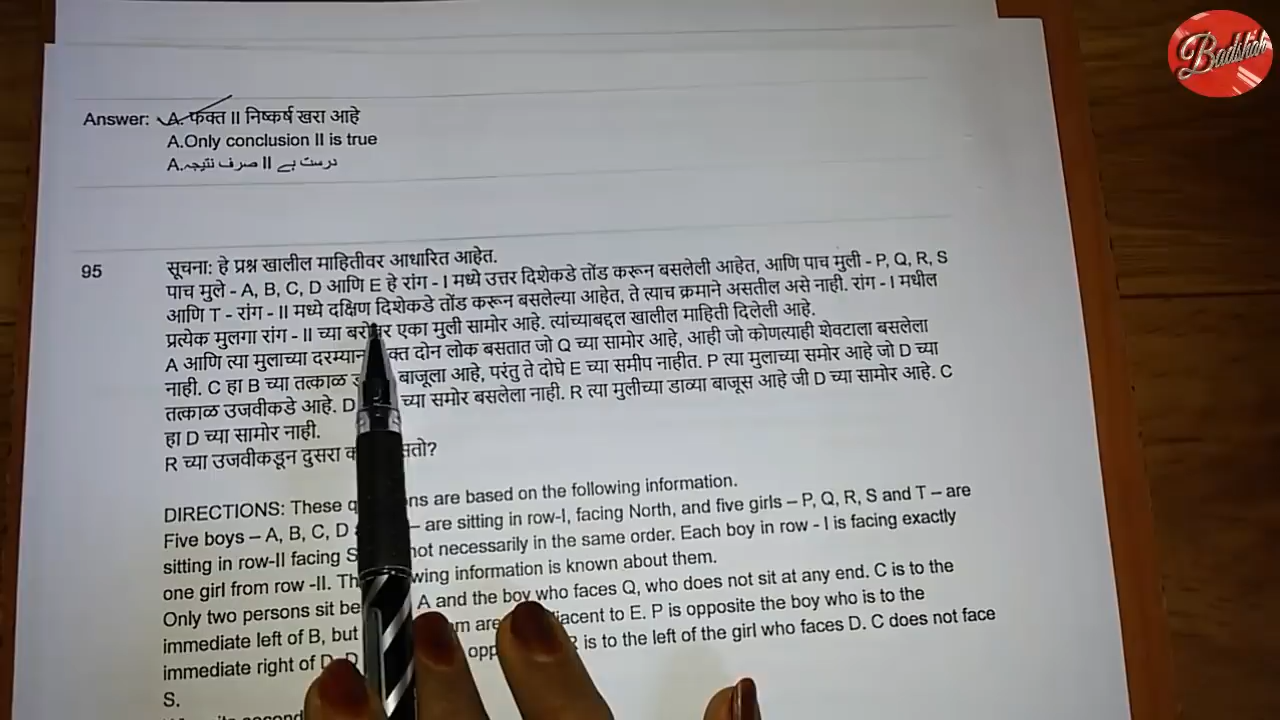 Badshah
Answer: A. फक्त II निष्कर्ष खरा आहे
A.Only conclusion II is true
A.صرف نتیجہ II درست ہے
95
सूचना: हे प्रश्न खालील माहितीवर आधारित आहेत.
पाच मुले - A, B, C, D आणि E हे रांग - I मध्ये उत्तर दिशेकडे तोंड करून बसलेली आहेत, आणि पाच मुली - P, Q, R, S
आणि T - रांग - II मध्ये दक्षिण दिशेकडे तोंड करून बसलेल्या आहेत, ते त्याच क्रमाने असतील असे नाही. रांग - I मधील
प्रत्येक मुलगा रांग - II च्या एका मुली सामोर आहे. त्यांच्याबद्दल खालील माहिती दिलेली आहे.
A आणि त्या मुलाच्या दरम्यान दोन लोक बसतात जो Q च्या सामोर आहे, आही जो कोणत्याही शेवटाला बसलेला
नाही. C हा B च्या तत्काळ बाजूला आहे, परंतु ते दोघे E च्या समीप नाहीत. P त्या मुलाच्या समोर आहे जो D च्या
तत्काळ उजवीकडे आहे. D च्या समोर बसलेला नाही. R त्या मुलीच्या डाव्या बाजूस आहे जी D च्या सामोर आहे. C
हा D च्या सामोर नाही.
R च्या उजवीकडून दुसरा
DIRECTIONS: These are based on the following information.
Five boys – A, B, C, D – are sitting in row-I, facing North, and five girls – P, Q, R, S and T – are
sitting in row-II facing not necessarily in the same order. Each boy in row - I is facing exactly
one girl from row -II. information is known about them.
Only two persons sit A and the boy who faces Q, who does not sit at any end. C is to the
immediate left of B, but to E. P is opposite the boy who is to the
immediate right of is to the left of the girl who faces D. C does not face
S.